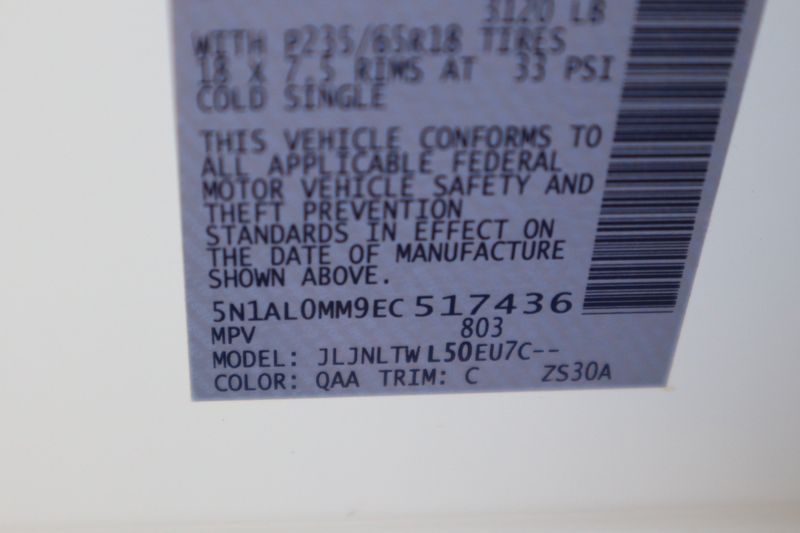 3120 LB
WITH P235/65R18 TIRES
18 X 7.5 RIMS AT 33 PSI
COLD SINGLE
THIS VEHICLE CONFORMS TO
ALL APPLICABLE FEDERAL
MOTOR VEHICLE SAFETY AND
THEFT PREVENTION
STANDARDS IN EFFECT ON
THE DATE OF MANUFACTURE
SHOWN ABOVE.
5N1AL0MM9EC 517436
MPV 803
MODEL: JLJNLTWL50EU7C--
COLOR: QAA TRIM: C ZS30A